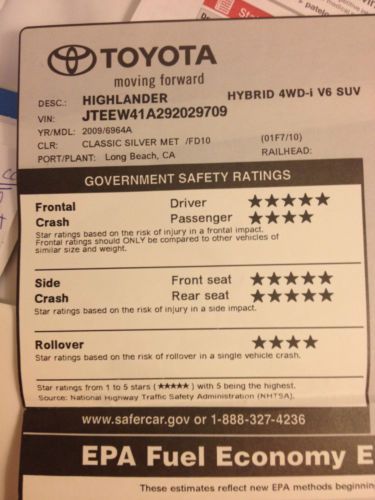 TOYOTA
moving forward
DESC.: HIGHLANDER HYBRID 4WD-i V6 SUV
VIN: JTEEW41A292029709
YR/MDL: 2009/6964A
CLR: CLASSIC SILVER MET /FD10 (01F7/10)
PORT/PLANT: Long Beach, CA RAILHEAD:
GOVERNMENT SAFETY RATINGS
Frontal Driver ★★★★★
Crash Passenger ★★★★
Star ratings based on the risk of injury in a frontal impact.
Frontal ratings should ONLY be compared to other vehicles of
similar size and weight.
Side Front seat ★★★★★
Crash Rear seat ★★★★★
Star ratings based on the risk of injury in a side impact.
Rollover ★★★★
Star ratings based on the risk of rollover in a single vehicle crash.
Star ratings from 1 to 5 stars (★★★★★) with 5 being the highest.
Source: National Highway Traffic Safety Administration (NHTSA).
www.safercar.gov or 1-888-327-4236
EPA Fuel Economy E
These estimates reflect new EPA methods beginnin